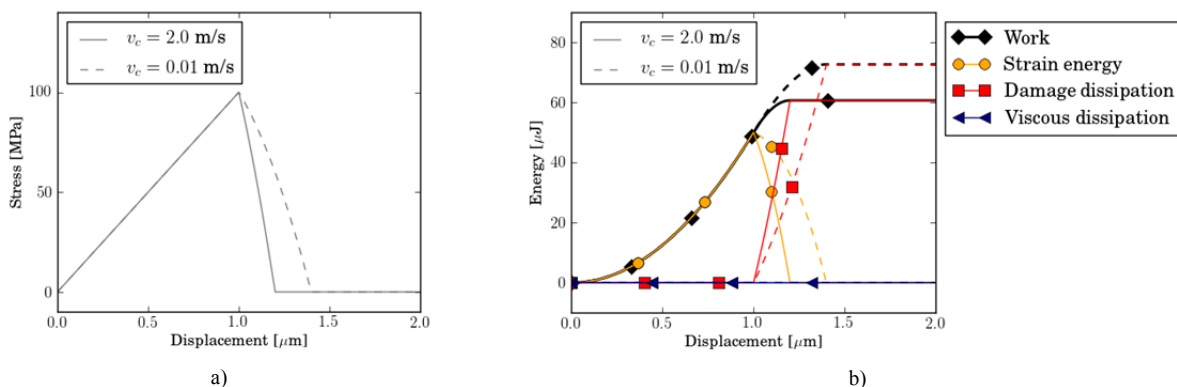 a)
v_c = 2.0 m/s
v_c = 0.01 m/s
Stress [MPa]
100
50
0
0.0 0.5 1.0 1.5 2.0
Displacement [μm]
a)
b)
v_c = 2.0 m/s
v_c = 0.01 m/s
Energy [μJ]
80
60
40
20
0
0.0 0.5 1.0 1.5 2.0
Displacement [μm]
b)
Work
Strain energy
Damage dissipation
Viscous dissipation